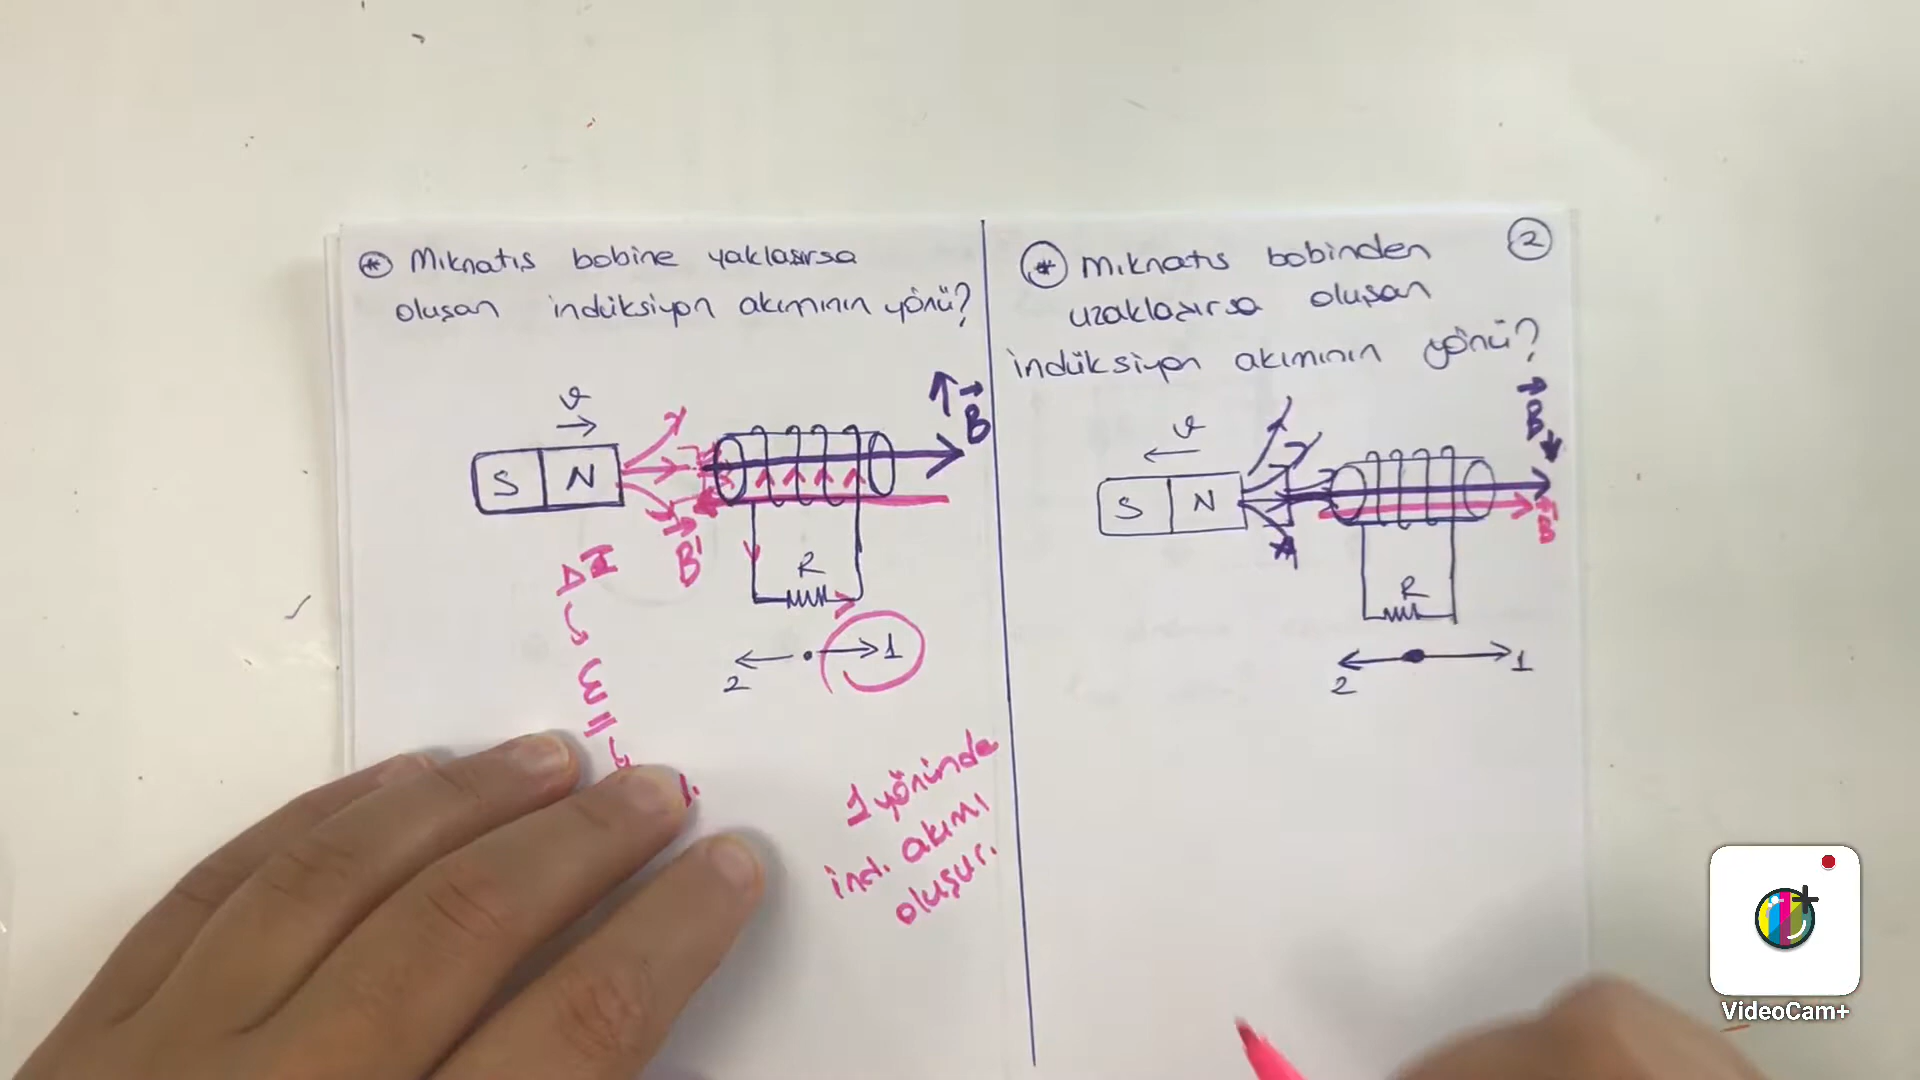 * Mıknatıs bobine yaklaşırsa
oluşan indüksiyon akımının yönü?
ϑ
S N
B
B'
R
2 1
Δ
ε =
1 yönünde
ind. akımı
oluşur.
2
* Mıknatıs bobinden
uzaklaşırsa oluşan
indüksiyon akımının yönü?
B
ϑ
S N
B'
R
2 1
VideoCam+